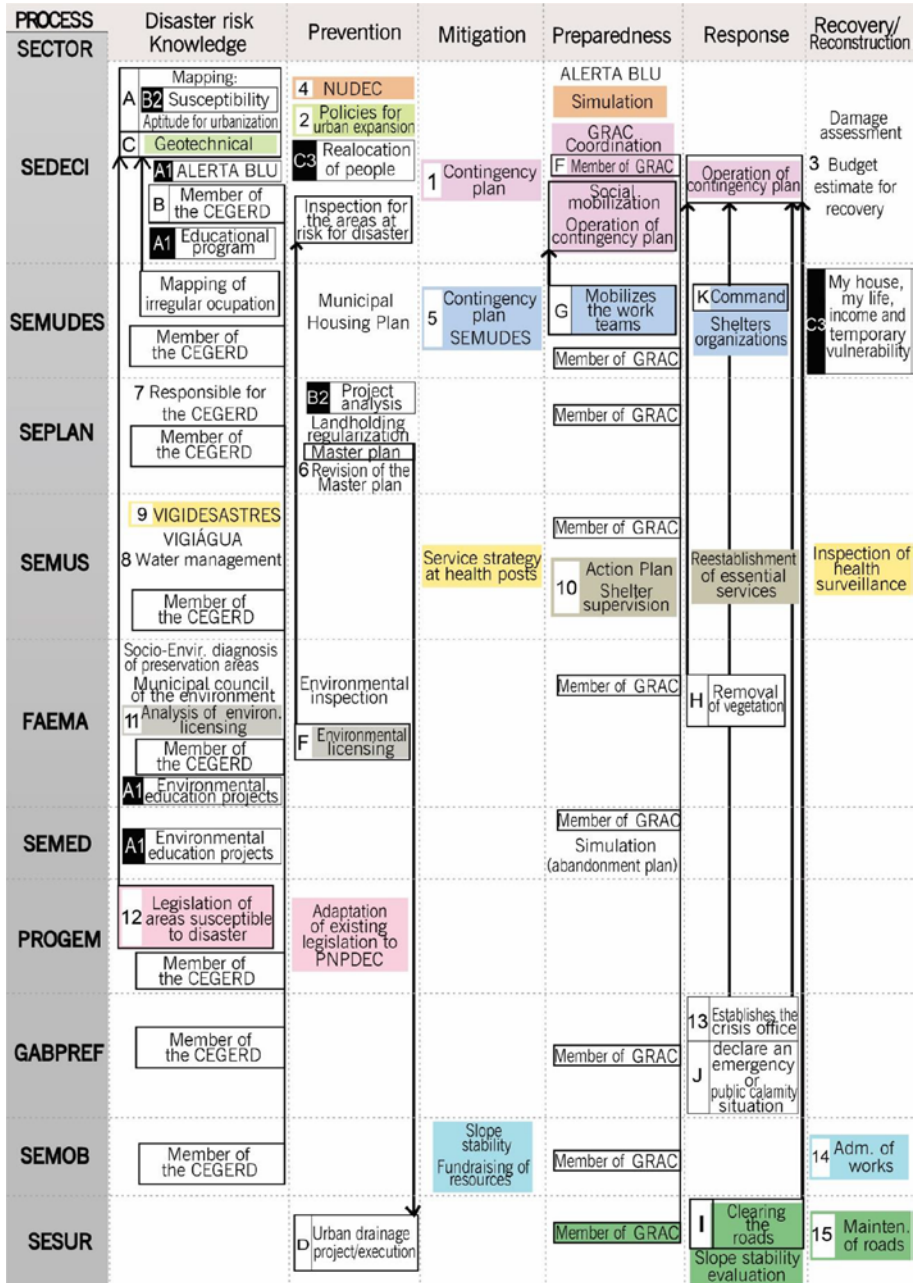 PROCESS
SECTOR
Disaster risk
Knowledge
Prevention
Mitigation
Preparedness
Response
Recovery/
Reconstruction
SEDECI
A
Mapping:
B2 Susceptibility
Aptitude for urbanization
C Geotechnical
A1 ALERTA BLU
B Member of
the CEGERD
A1 Educational
program
4 NUDEC
2 Policies for
urban expansion
C3 Realocation
of people
Inspection for
the areas at
risk for disaster
1 Contingency
plan
ALERTA BLU
Simulation
GRAC
Coordination
F Member of GRAC
Social
mobilization
Operation of
contingency plan
Operation of
contingency plan
Damage
assessment
3 Budget
estimate for
recovery
SEMUDES
Mapping of
irregular ocupation
Member of
the CEGERD
Municipal
Housing Plan
5 Contingency
plan
SEMUDES
G Mobilizes
the work
teams
Member of GRAC
K Command
Shelters
organizations
C3 My house,
my life,
income and
temporary
vulnerability
SEPLAN
7 Responsible for
the CEGERD
Member of
the CEGERD
B2 Project
analysis
Landholding
regularization
Master plan
6 Revision of the
Master plan
Member of GRAC
SEMUS
9 VIGIDESASTRES
VIGIÁGUA
8 Water management
Member of
the CEGERD
Service strategy
at health posts
Member of GRAC
10 Action Plan
Shelter
supervision
Reestablishment
of essential
services
Inspection of
health
surveillance
FAEMA
Socio-Envir. diagnosis
of preservation areas
Municipal council
of the environment
11 Analysis of environ.
licensing
Member of
the CEGERD
A1 Environmental
education projects
Environmental
inspection
F Environmental
licensing
Member of GRAC
H Removal
of vegetation
SEMED
A1 Environmental
education projects
Member of GRAC
Simulation
(abandonment plan)
PROGEM
12 Legislation of
areas susceptible
to disaster
Member of
the CEGERD
Adaptation
of existing
legislation to
PNPDEC
GABPREF
Member of
the CEGERD
Member of GRAC
13 Establishes the
crisis office
J declare an
emergency
or
public calamity
situation
SEMOB
Member of
the CEGERD
Slope
stability
Fundraising of
resources
Member of GRAC
14 Adm. of
works
SESUR
D Urban drainage
project/execution
Member of GRAC
I Clearing
the
roads
Slope stability
evaluation
15 Mainten.
of roads